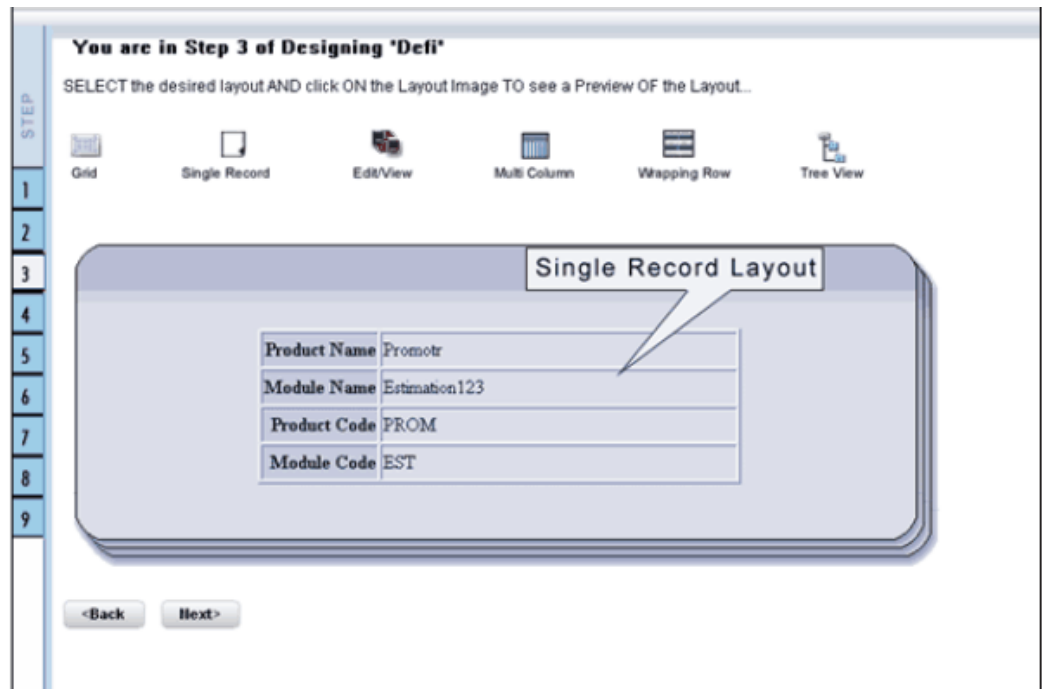 You are in Step 3 of Designing "Defi"
SELECT the desired layout AND click ON the Layout Image TO see a Preview OF the Layout...
STEP
Grid Single Record Edit/View Multi Column Wrapping Row Tree View
1
2
3
4
5
6
7
8
9
Single Record Layout
Product Name Promotr
Module Name Estimation123
Product Code PROM
Module Code EST
<Back Next>